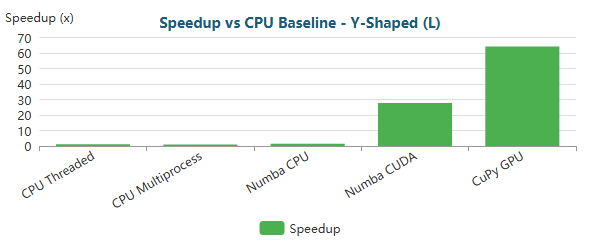 Speedup (x)
Speedup vs CPU Baseline - Y-Shaped (L)
70
60
50
40
30
20
10
0
CPU Threaded
CPU Multiprocess
Numba CPU
Numba CUDA
CuPy GPU
Speedup